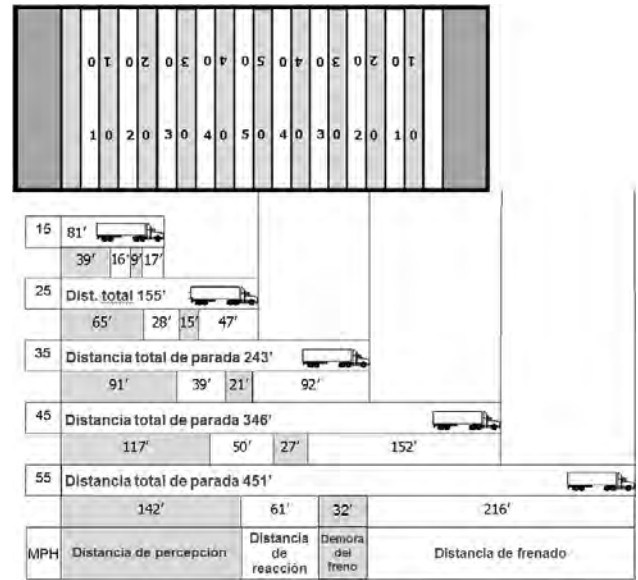 0 1 0 2 0 3 0 4 0 5 0 4 0 3 0 2 0 1
1 0 2 0 3 0 4 0 5 0 4 0 3 0 2 0 1 0
15 81'
39' 16' 9' 17'
25 Dist. total 155'
65' 28' 15' 47'
35 Distancia total de parada 243'
91' 39' 21' 92'
45 Distancia total de parada 346'
117' 50' 27' 152'
55 Distancia total de parada 451'
142' 61' 32' 216'
MPH Distancia de percepción Distancia de reacción Demora del freno Distancia de frenado